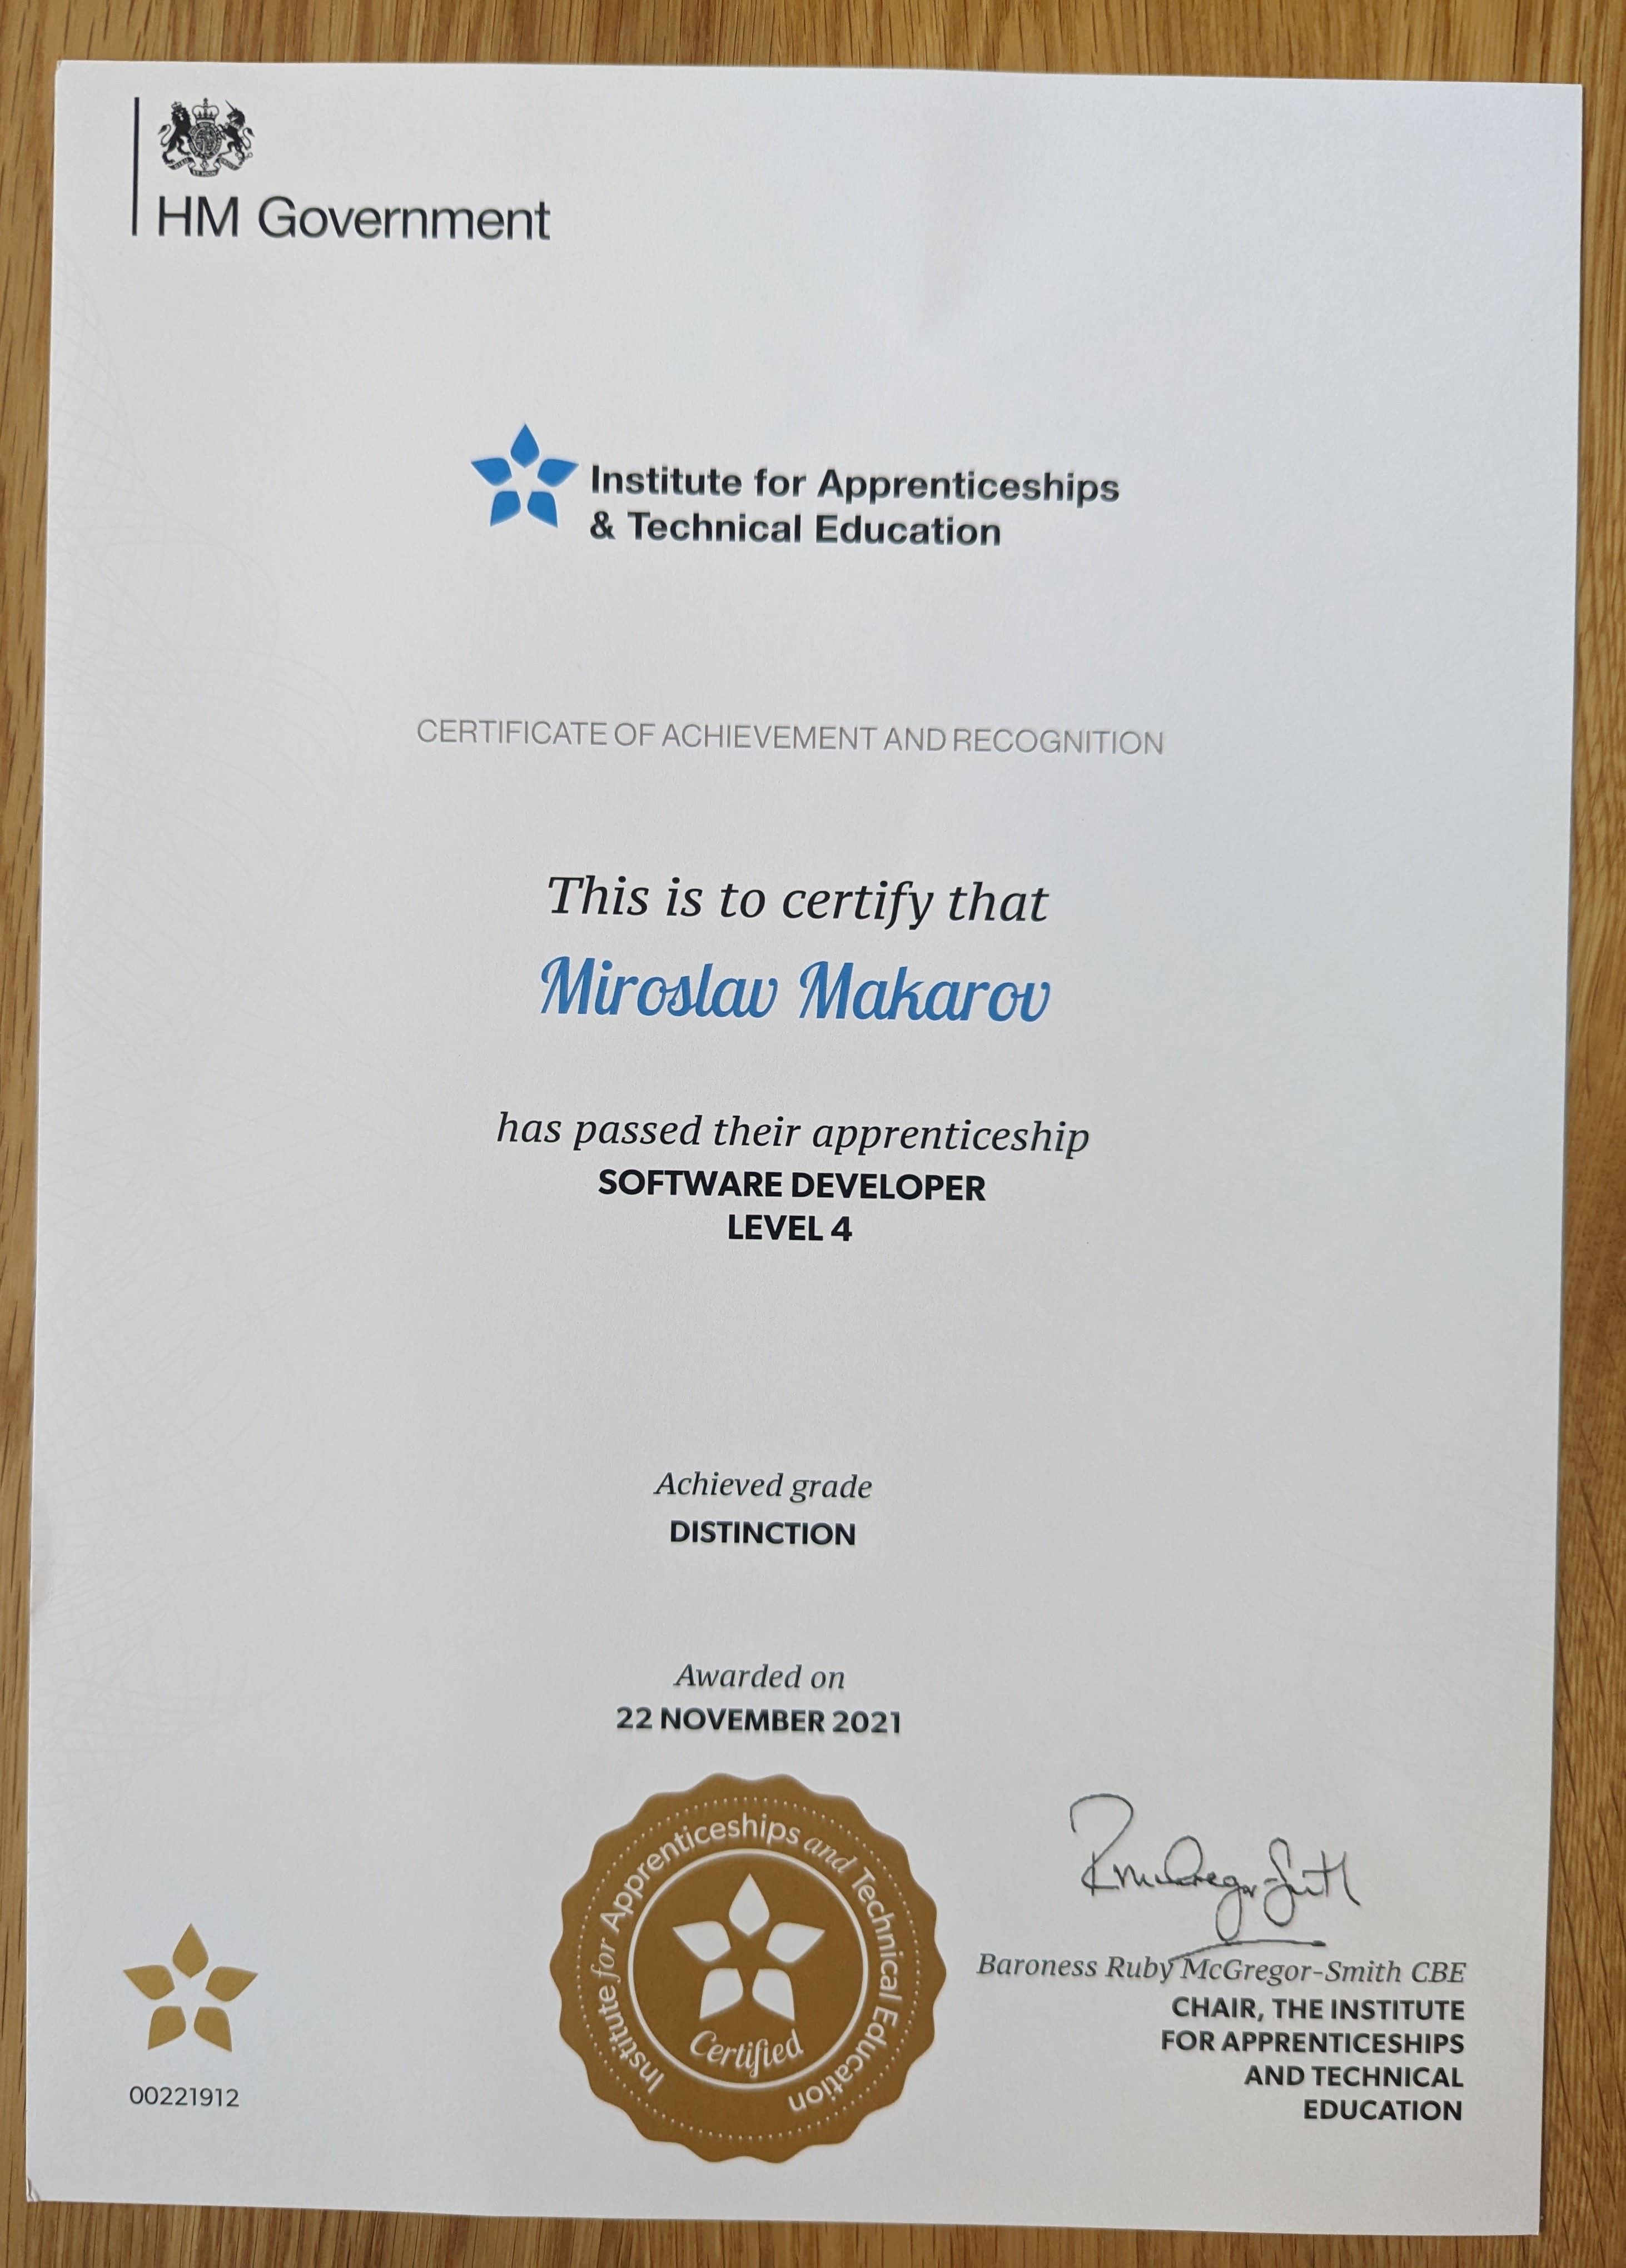 HM Government
Institute for Apprenticeships
& Technical Education
CERTIFICATE OF ACHIEVEMENT AND RECOGNITION
This is to certify that
Miroslav Makarov
has passed their apprenticeship
SOFTWARE DEVELOPER
LEVEL 4
Achieved grade
DISTINCTION
Awarded on
22 NOVEMBER 2021
Institute for Apprenticeships and Technical Education
Certified
RMcGregor-Smith
Baroness Ruby McGregor-Smith CBE
CHAIR, THE INSTITUTE
FOR APPRENTICESHIPS
AND TECHNICAL
EDUCATION
00221912